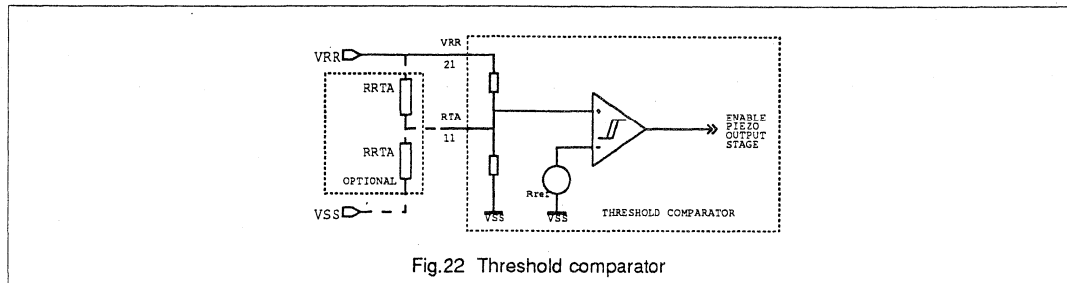 VRR
VRR
21
RRTA
RTA
11
RRTA
OPTIONAL
VSS
+
-
Rref
VSS
VSS
ENABLE
PIEZO
OUTPUT
STAGE
THRESHOLD COMPARATOR
Fig.22 Threshold comparator